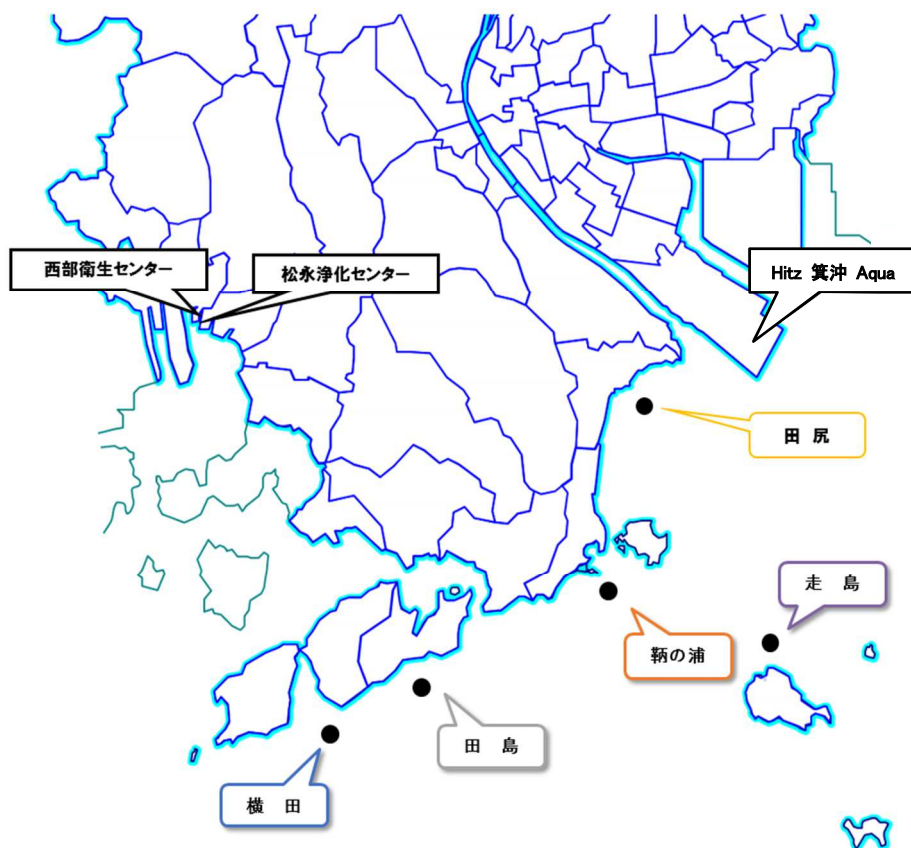 西部衛生センター
松永浄化センター
Hitz 箕沖 Aqua
田 尻
走 島
鞆の浦
田 島
横 田